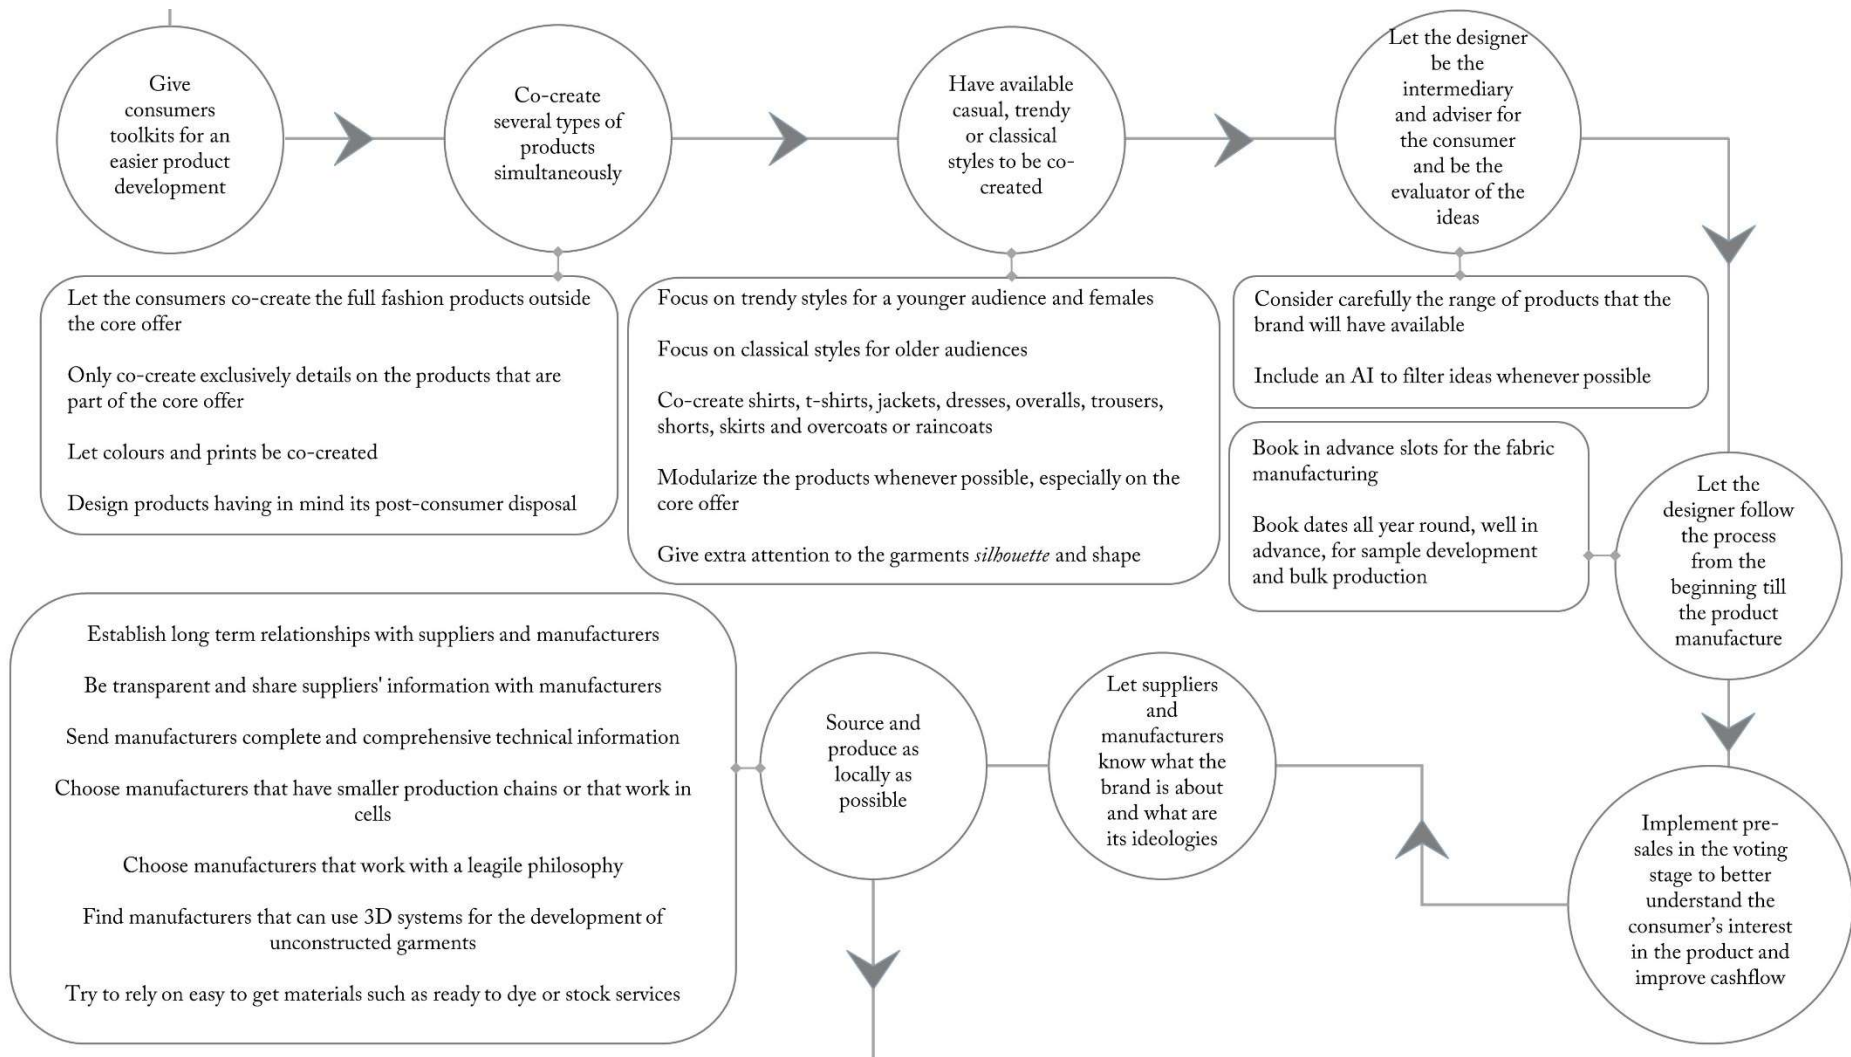 Give
consumers
toolkits for an
easier product
development
Co-create
several types of
products
simultaneously
Have available
casual, trendy
or classical
styles to be co-
created
Let the designer
be the
intermediary
and adviser for
the consumer
and be the
evaluator of the
ideas
Let the consumers co-create the full fashion products outside
the core offer
Only co-create exclusively details on the products that are
part of the core offer
Let colours and prints be co-created
Design products having in mind its post-consumer disposal
Focus on trendy styles for a younger audience and females
Focus on classical styles for older audiences
Co-create shirts, t-shirts, jackets, dresses, overalls, trousers,
shorts, skirts and overcoats or raincoats
Modularize the products whenever possible, especially on the
core offer
Give extra attention to the garments silhouette and shape
Consider carefully the range of products that the
brand will have available
Include an AI to filter ideas whenever possible
Book in advance slots for the fabric
manufacturing
Book dates all year round, well in
advance, for sample development
and bulk production
Let the
designer follow
the process
from the
beginning till
the product
manufacture
Implement pre-
sales in the voting
stage to better
understand the
consumer’s interest
in the product and
improve cashflow
Let suppliers
and
manufacturers
know what the
brand is about
and what are
its ideologies
Source and
produce as
locally as
possible
Establish long term relationships with suppliers and manufacturers
Be transparent and share suppliers' information with manufacturers
Send manufacturers complete and comprehensive technical information
Choose manufacturers that have smaller production chains or that work in
cells
Choose manufacturers that work with a leagile philosophy
Find manufacturers that can use 3D systems for the development of
unconstructed garments
Try to rely on easy to get materials such as ready to dye or stock services